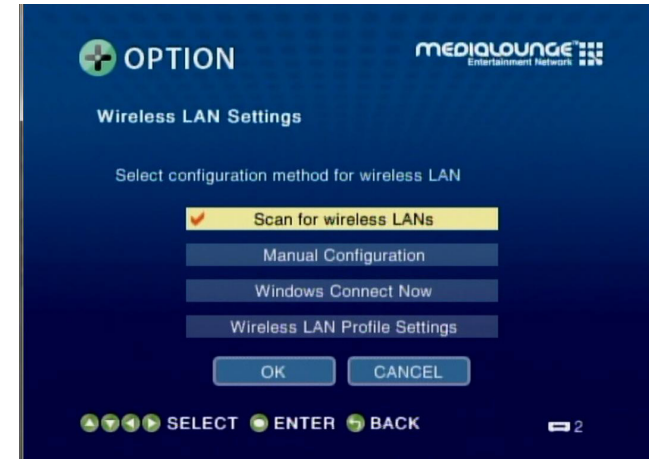 OPTION
MEDIALOUNGE
Entertainment Network
Wireless LAN Settings
Select configuration method for wireless LAN
Scan for wireless LANs
Manual Configuration
Windows Connect Now
Wireless LAN Profile Settings
OK CANCEL
SELECT ENTER BACK 2